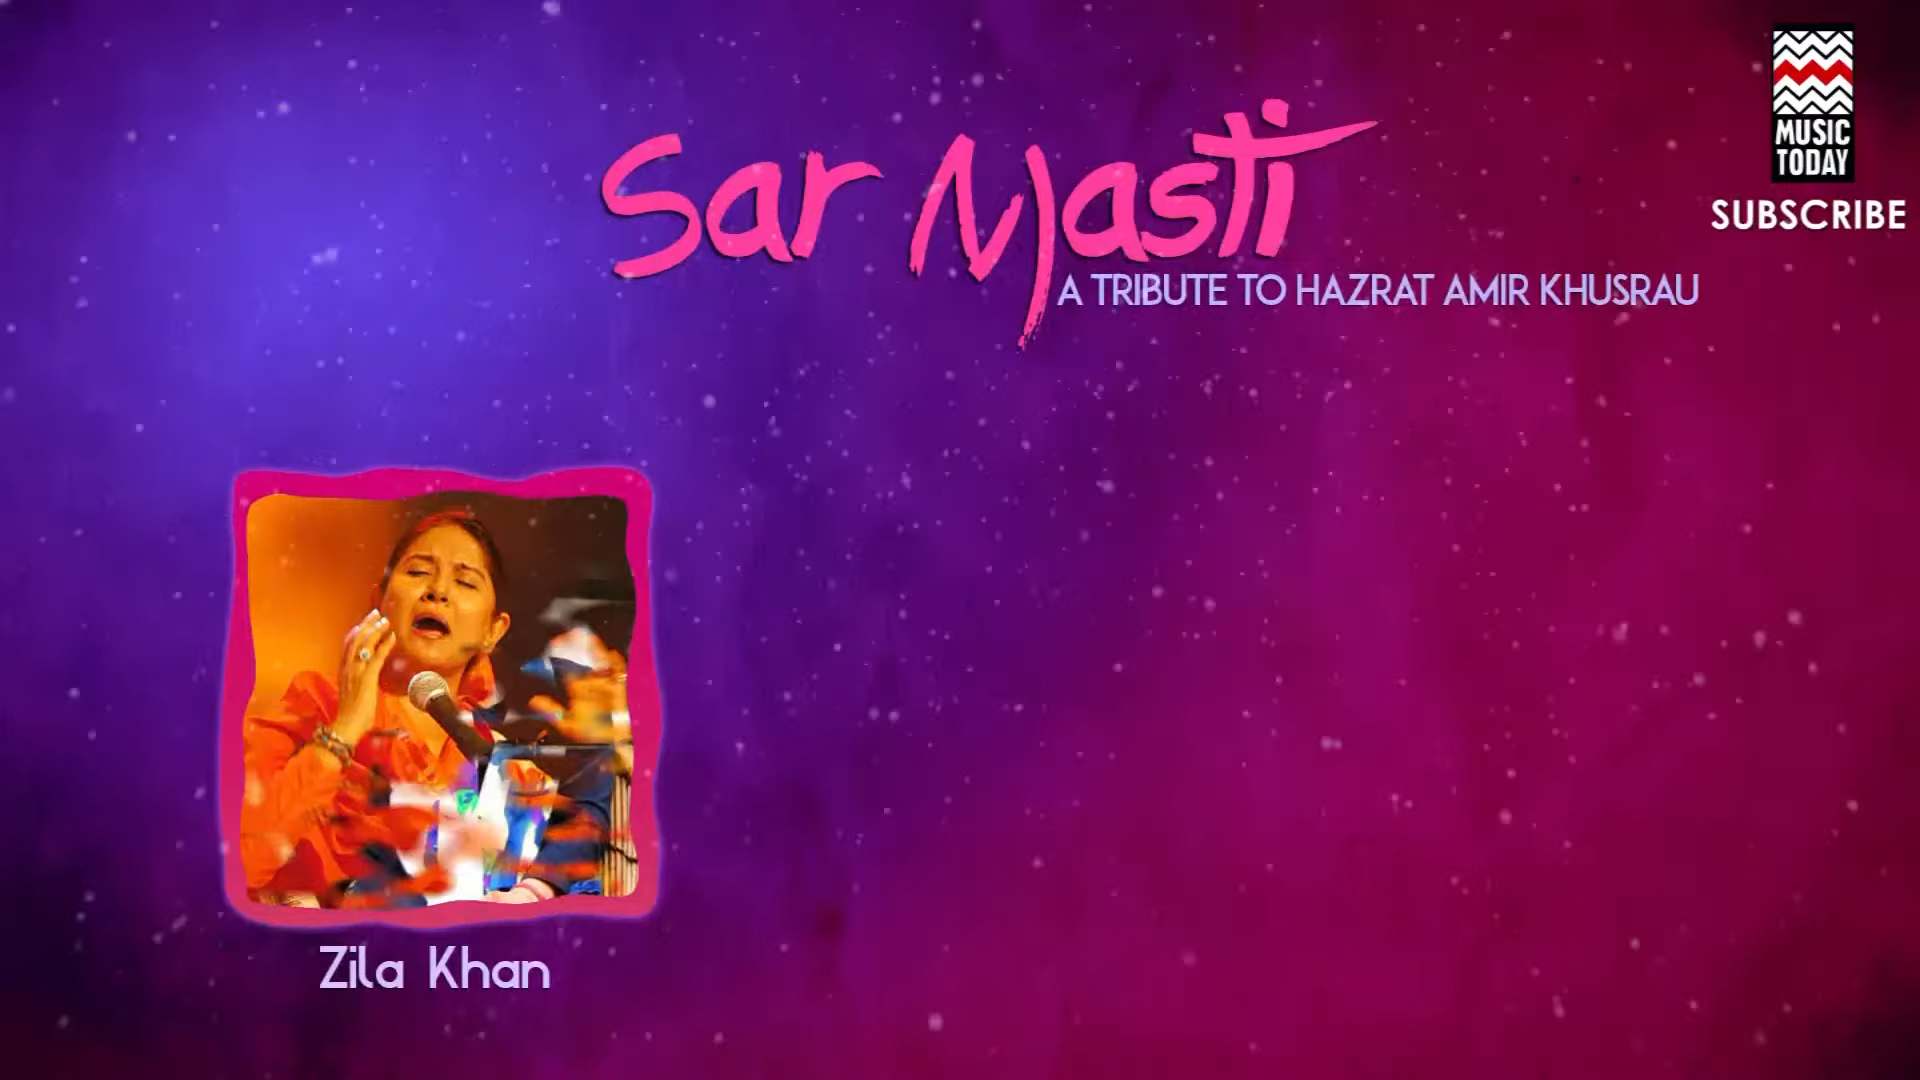 Sar Masti
A TRIBUTE TO HAZRAT AMIR KHUSRAU
MUSIC
TODAY
SUBSCRIBE
Zila Khan